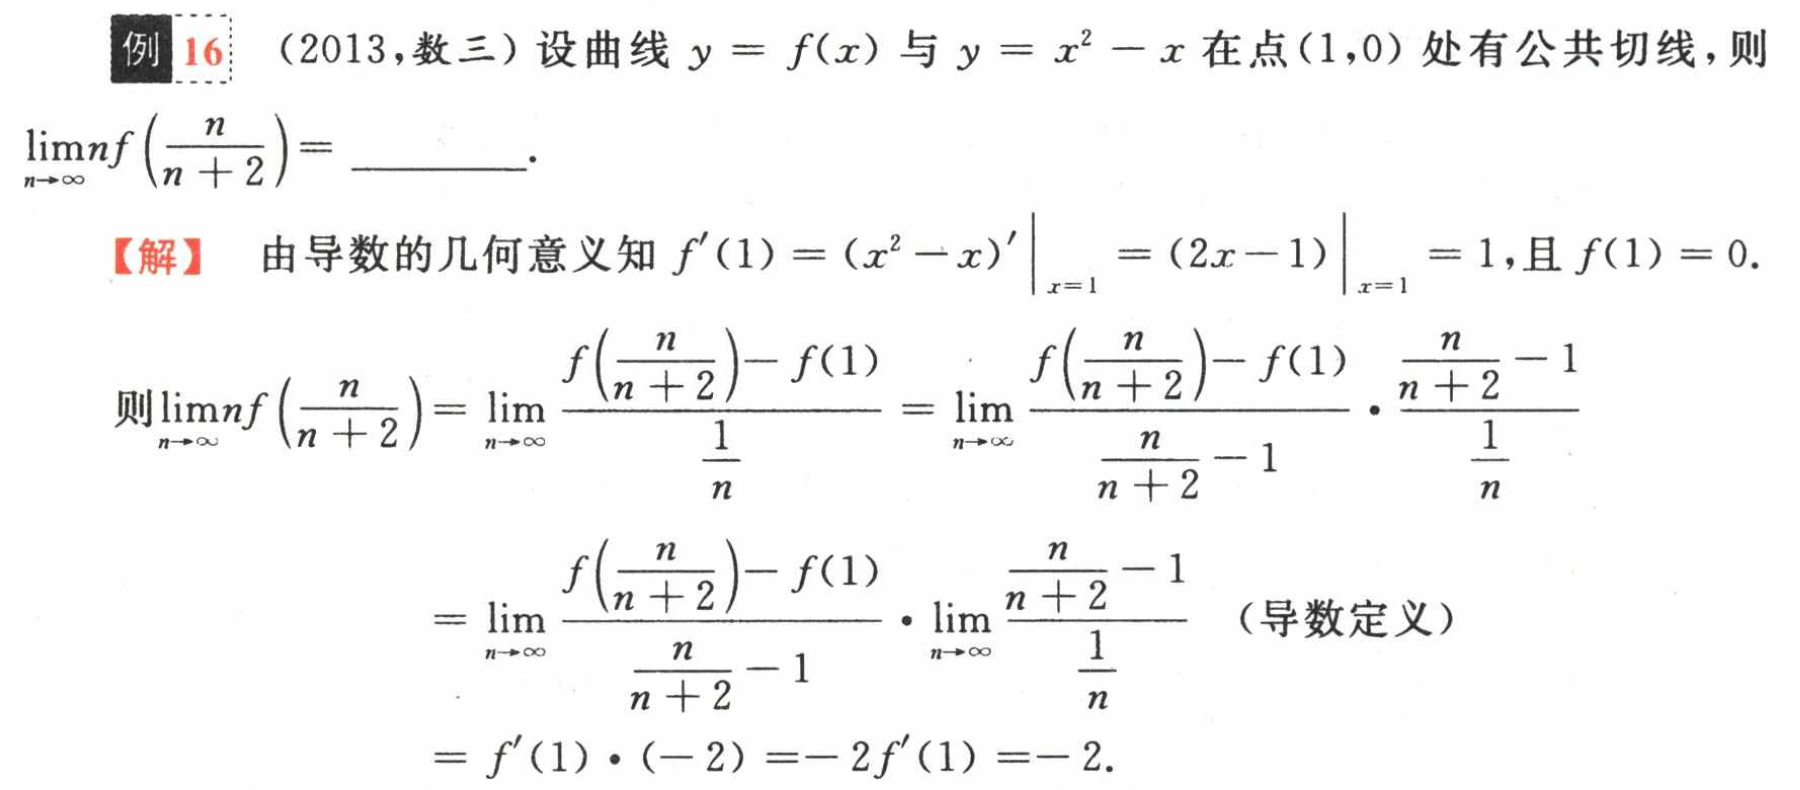 例 16 (2013,数三) 设曲线 y = f(x) 与 y = x² − x 在点(1,0) 处有公共切线,则
lim_{n→∞} nf(n/(n+2)) = ________.
【解】 由导数的几何意义知 f′(1) = (x² − x)′|_{x=1} = (2x−1)|_{x=1} = 1,且 f(1) = 0.
则 lim_{n→∞} nf(n/(n+2)) = lim_{n→∞} (f(n/(n+2)) − f(1))/(1/n) = lim_{n→∞} (f(n/(n+2)) − f(1))/(n/(n+2) − 1) · (n/(n+2) − 1)/(1/n)
= lim_{n→∞} (f(n/(n+2)) − f(1))/(n/(n+2) − 1) · lim_{n→∞} (n/(n+2) − 1)/(1/n) (导数定义)
= f′(1) · (−2) = −2f′(1) = −2.